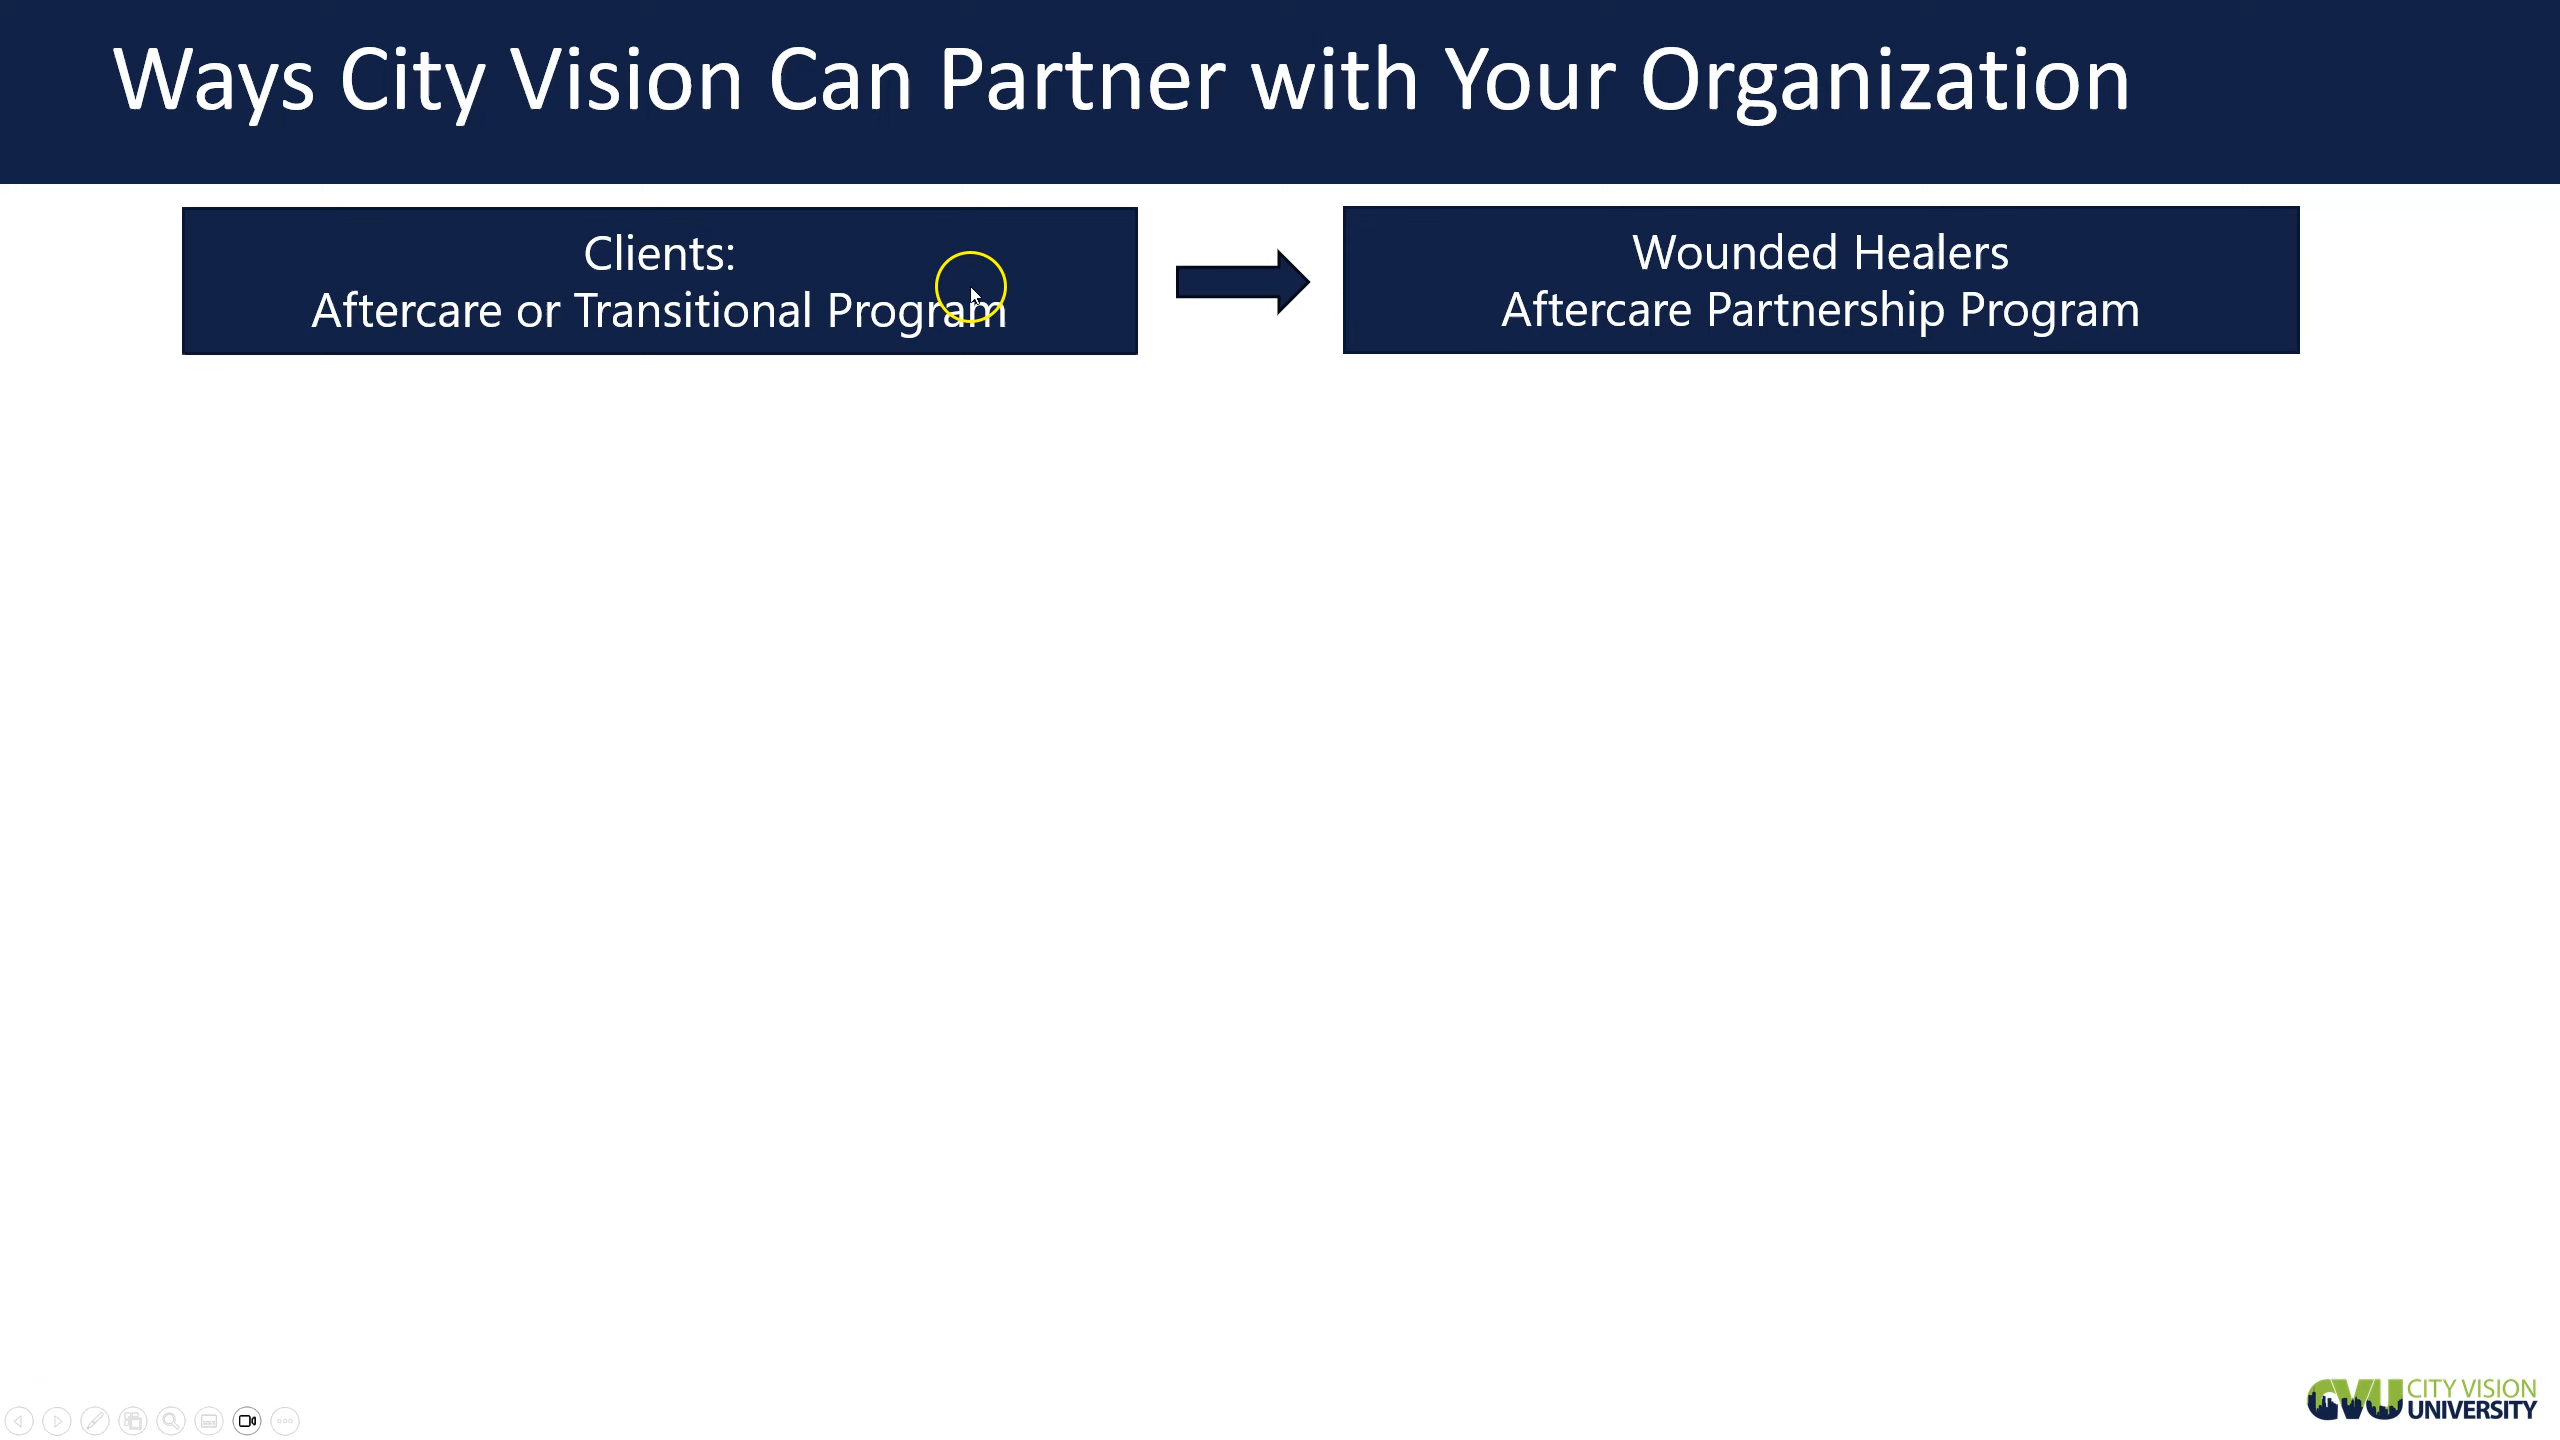 Ways City Vision Can Partner with Your Organization
Clients:
Aftercare or Transitional Program
Wounded Healers
Aftercare Partnership Program
CVU CITY VISION
UNIVERSITY